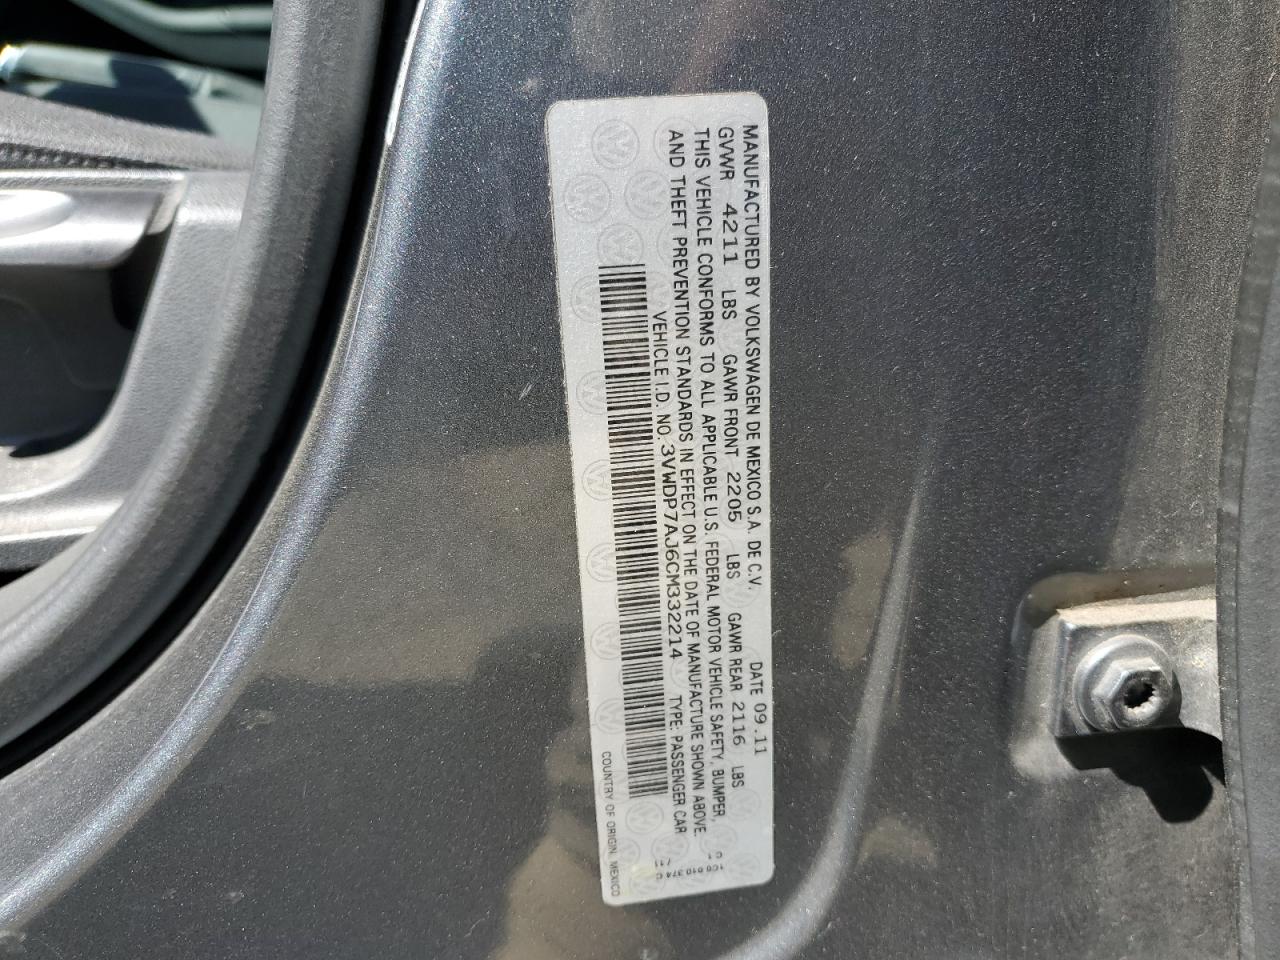 MANUFACTURED BY VOLKSWAGEN DE MEXICO S.A. DE C.V. DATE 09.11
GVWR 4211 LBS GAWR FRONT 2205 LBS GAWR REAR 2116 LBS
THIS VEHICLE CONFORMS TO ALL APPLICABLE U.S. FEDERAL MOTOR VEHICLE SAFETY, BUMPER,
AND THEFT PREVENTION STANDARDS IN EFFECT ON THE DATE OF MANUFACTURE SHOWN ABOVE.
VEHICLE I.D. NO.: 3VWDP7AJ6CM332214 TYPE: PASSENGER CAR
COUNTRY OF ORIGIN: MEXICO